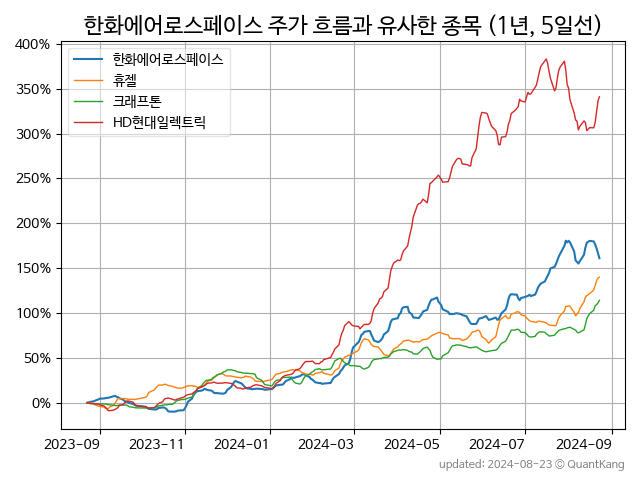 한화에어로스페이스 주가 흐름과 유사한 종목 (1년, 5일선)
400%
350%
300%
250%
200%
150%
100%
50%
0%
한화에어로스페이스
휴젤
크래프톤
HD현대일렉트릭
2023-09 2023-11 2024-01 2024-03 2024-05 2024-07 2024-09
updated: 2024-08-23 © QuantKang